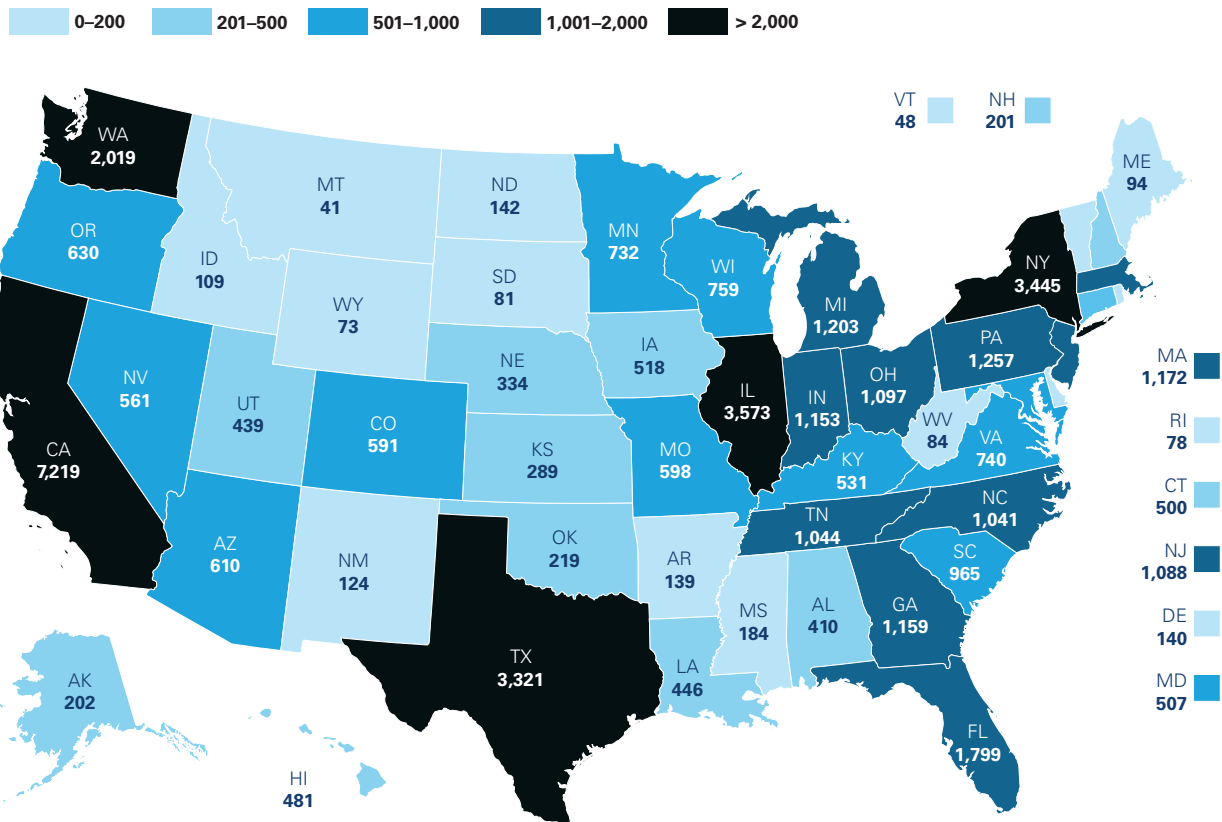 0–200 201–500 501–1,000 1,001–2,000 > 2,000
VT NH
48 201
WA
2,019
ME
94
MT
41
ND
142
OR
630
MN
732
ID
109
WI
759
NY
3,445
SD
81
WY
73
MI
1,203
PA
1,257
IA
518
NE
334
MA
1,172
NV
561
OH
1,097
IL
3,573
IN
1,153
UT
439
CO
591
WV
84
RI
78
VA
740
CA
7,219
KS
289
MO
598
KY
531
CT
500
NC
1,041
TN
1,044
AZ
610
NM
124
OK
219
AR
139
SC
965
NJ
1,088
MS
184
AL
410
GA
1,159
DE
140
TX
3,321
LA
446
AK
202
MD
507
FL
1,799
HI
481